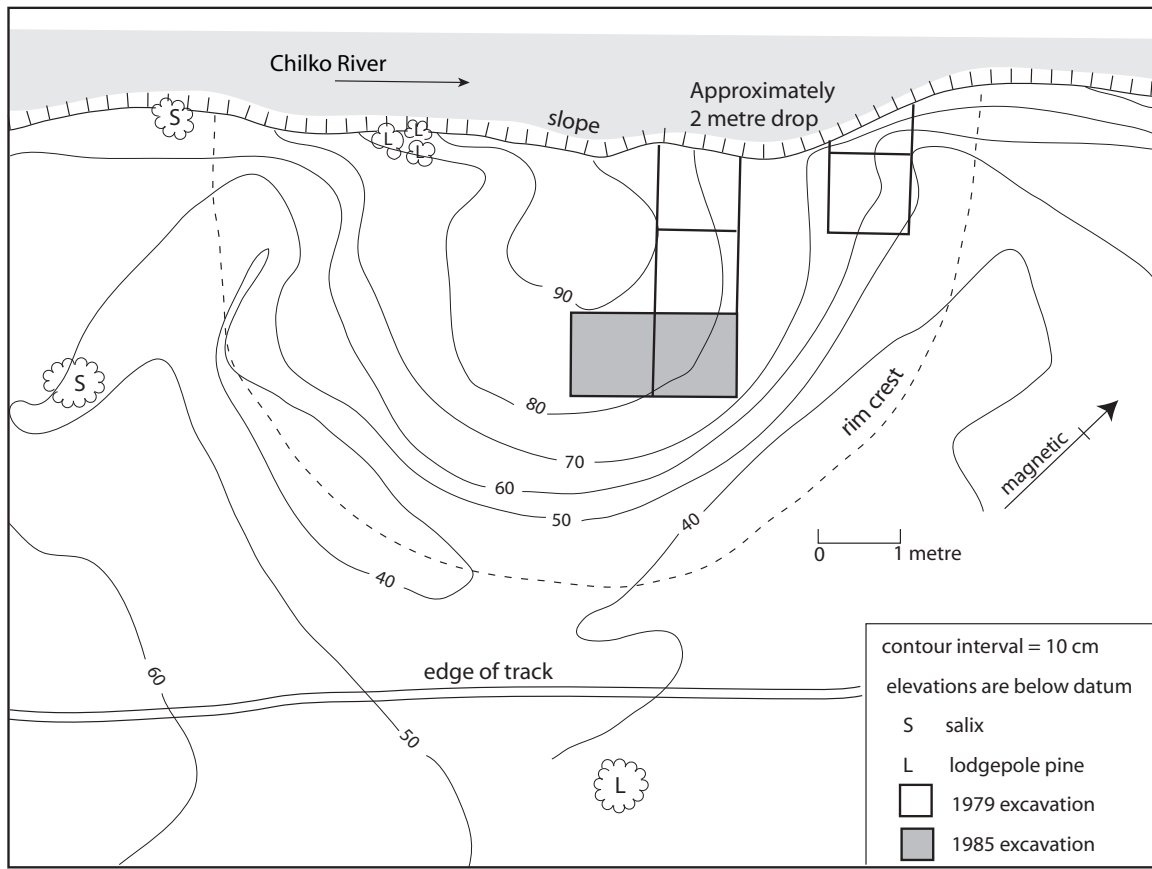 Chilko River
Approximately
2 metre drop
slope
S
L
L
L
90
S
80
70
60
50
40
40
rim crest
magnetic
0 1 metre
60
edge of track
50
L
contour interval = 10 cm
elevations are below datum
S salix
L lodgepole pine
1979 excavation
1985 excavation